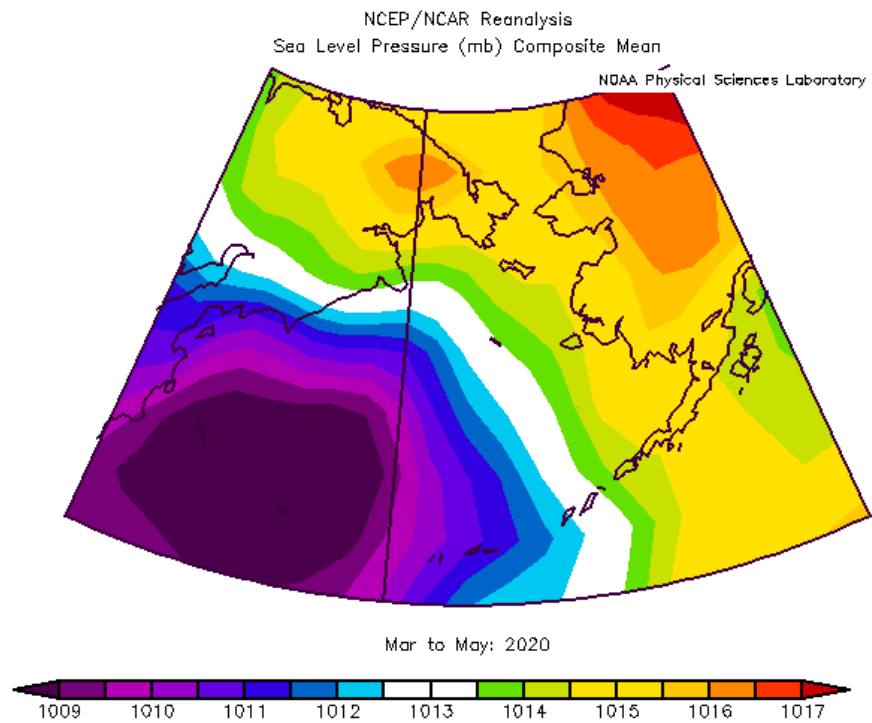 NCEP/NCAR Reanalysis
Sea Level Pressure (mb) Composite Mean
NOAA Physical Sciences Laboratory
Mar to May: 2020
1009 1010 1011 1012 1013 1014 1015 1016 1017